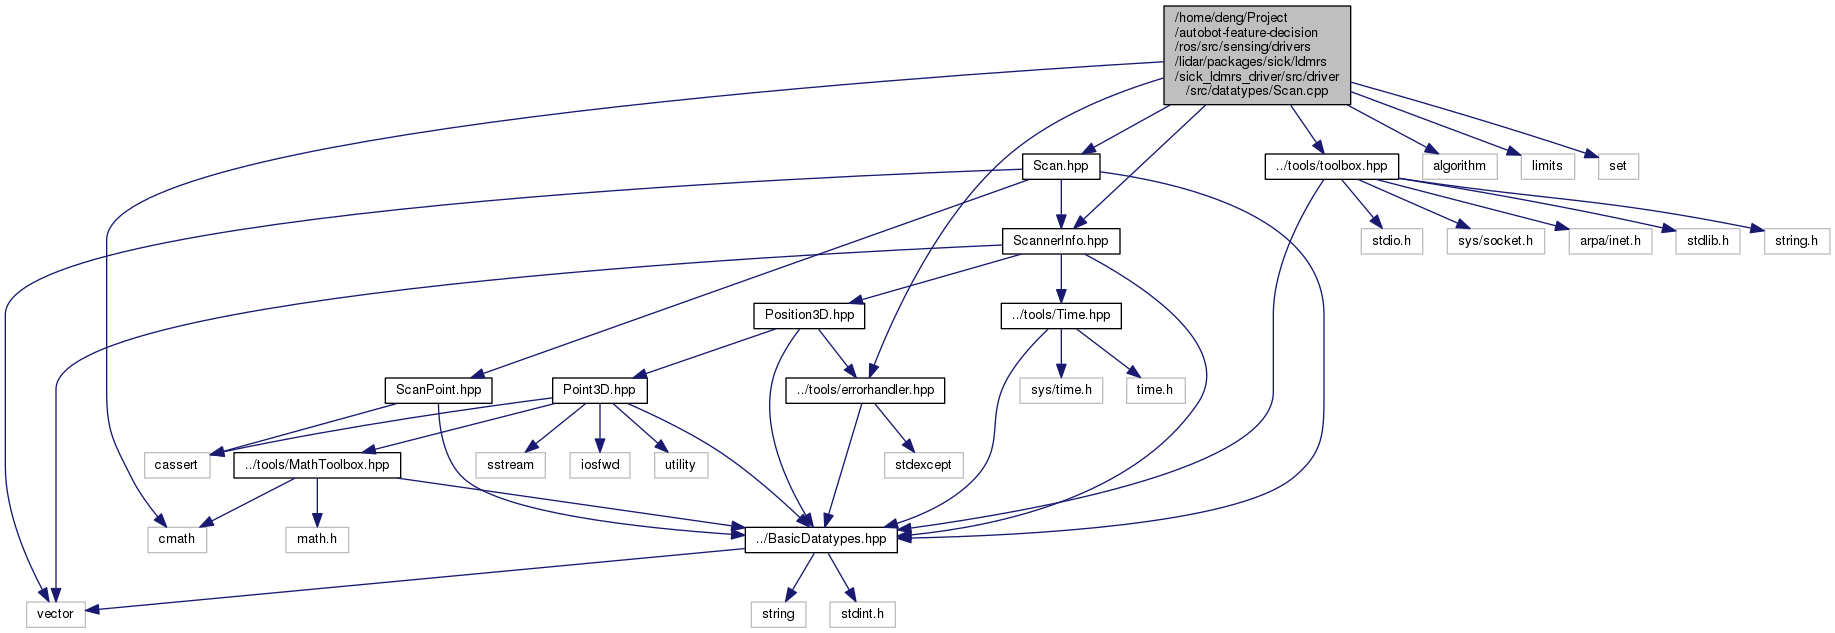 /home/deng/Project
/autobot-feature-decision
/ros/src/sensing/drivers
/lidar/packages/sick/ldmrs
/sick_ldmrs_driver/src/driver
/src/datatypes/Scan.cpp
Scan.hpp
../tools/toolbox.hpp
algorithm
limits
set
ScannerInfo.hpp
stdio.h
sys/socket.h
arpa/inet.h
stdlib.h
string.h
Position3D.hpp
../tools/Time.hpp
ScanPoint.hpp
Point3D.hpp
../tools/errorhandler.hpp
sys/time.h
time.h
cassert
../tools/MathToolbox.hpp
sstream
iosfwd
utility
stdexcept
cmath
math.h
../BasicDatatypes.hpp
vector
string
stdint.h